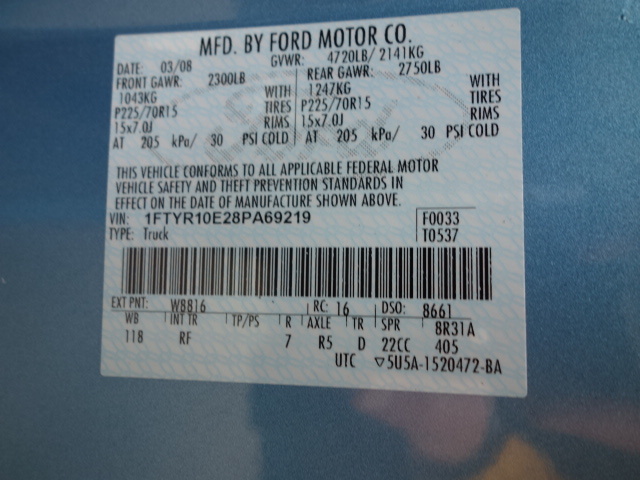 MFD. BY FORD MOTOR CO.
DATE: 03/08 GVWR: 4720LB/ 2141KG
FRONT GAWR: 2300LB REAR GAWR: 2750LB
1043KG WITH 1247KG WITH
P225/70R15 TIRES P225/70R15 TIRES
15x7.0J RIMS 15x7.0J RIMS
AT 205 kPa/ 30 PSI COLD AT 205 kPa/ 30 PSI COLD
THIS VEHICLE CONFORMS TO ALL APPLICABLE FEDERAL MOTOR
VEHICLE SAFETY AND THEFT PREVENTION STANDARDS IN
EFFECT ON THE DATE OF MANUFACTURE SHOWN ABOVE.
VIN: 1FTYR10E28PA69219 F0033
TYPE: Truck T0537
EXT PNT: W8816 RC: 16 DSO: 8661
WB INT TR TP/PS R AXLE TR SPR 8R31A
118 RF 7 R5 D 22CC 405
UTC ▽5U5A-1520472-BA